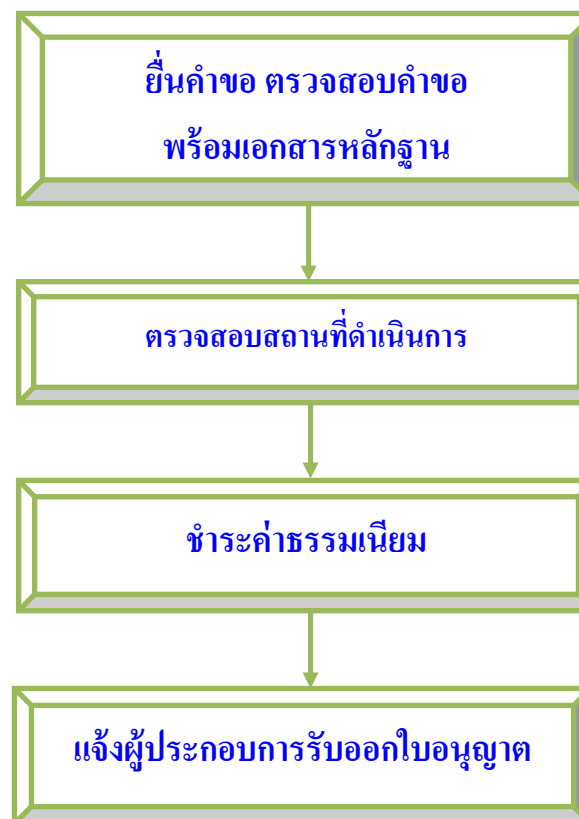 ยื่นคำขอ ตรวจสอบคำขอ
พร้อมเอกสารหลักฐาน
ตรวจสอบสถานที่ดำเนินการ
ชำระค่าธรรมเนียม
แจ้งผู้ประกอบการรับออกใบอนุญาต